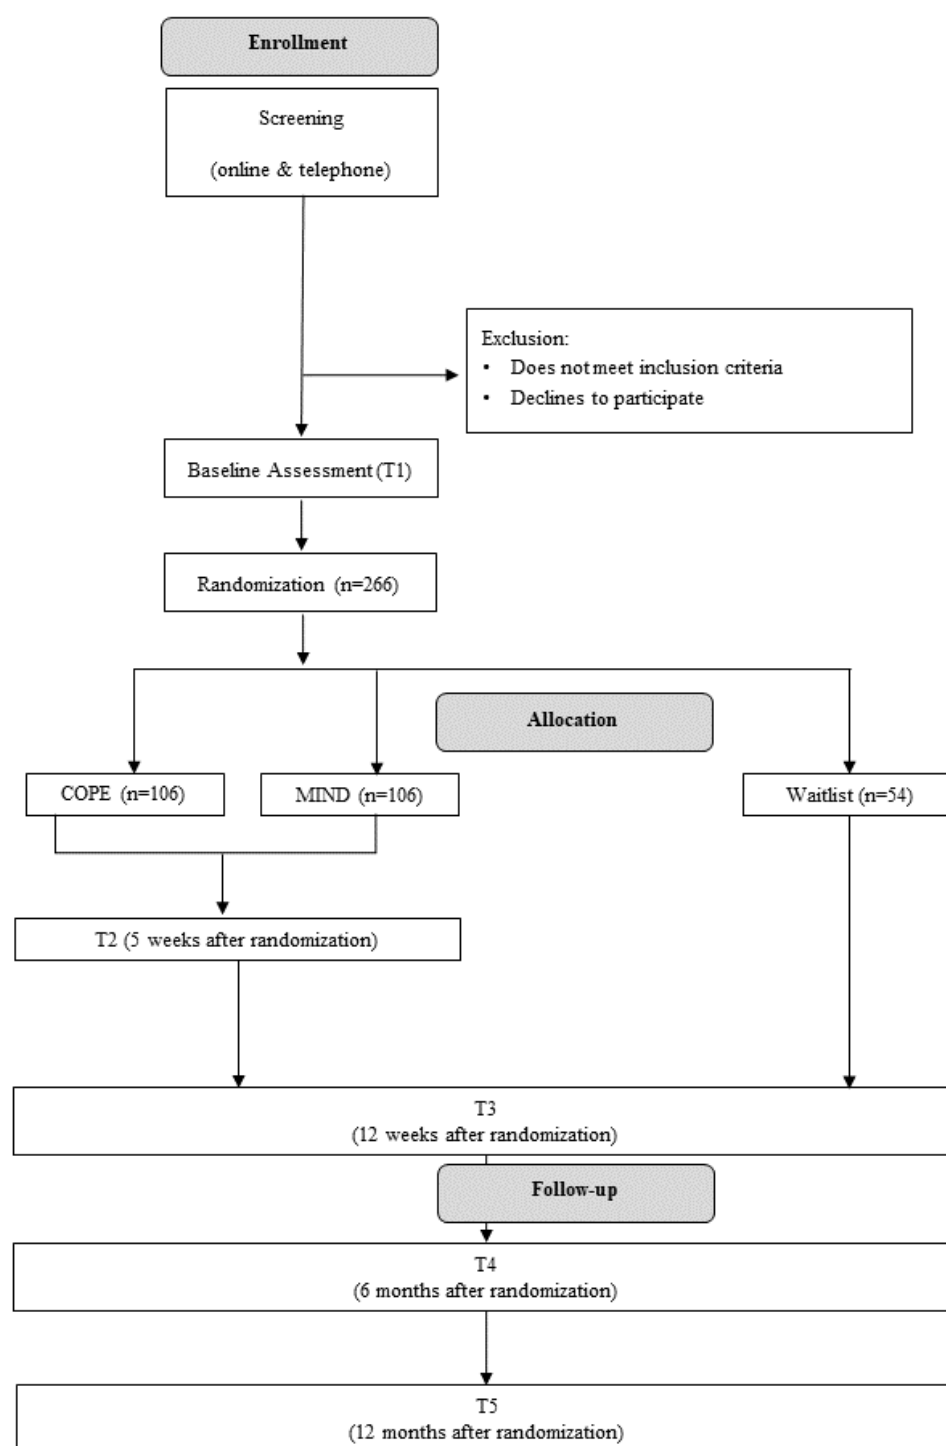 Enrollment
Screening
(online & telephone)
Exclusion:
• Does not meet inclusion criteria
• Declines to participate
Baseline Assessment (T1)
Randomization (n=266)
Allocation
COPE (n=106)
MIND (n=106)
Waitlist (n=54)
T2 (5 weeks after randomization)
T3
(12 weeks after randomization)
Follow-up
T4
(6 months after randomization)
T5
(12 months after randomization)